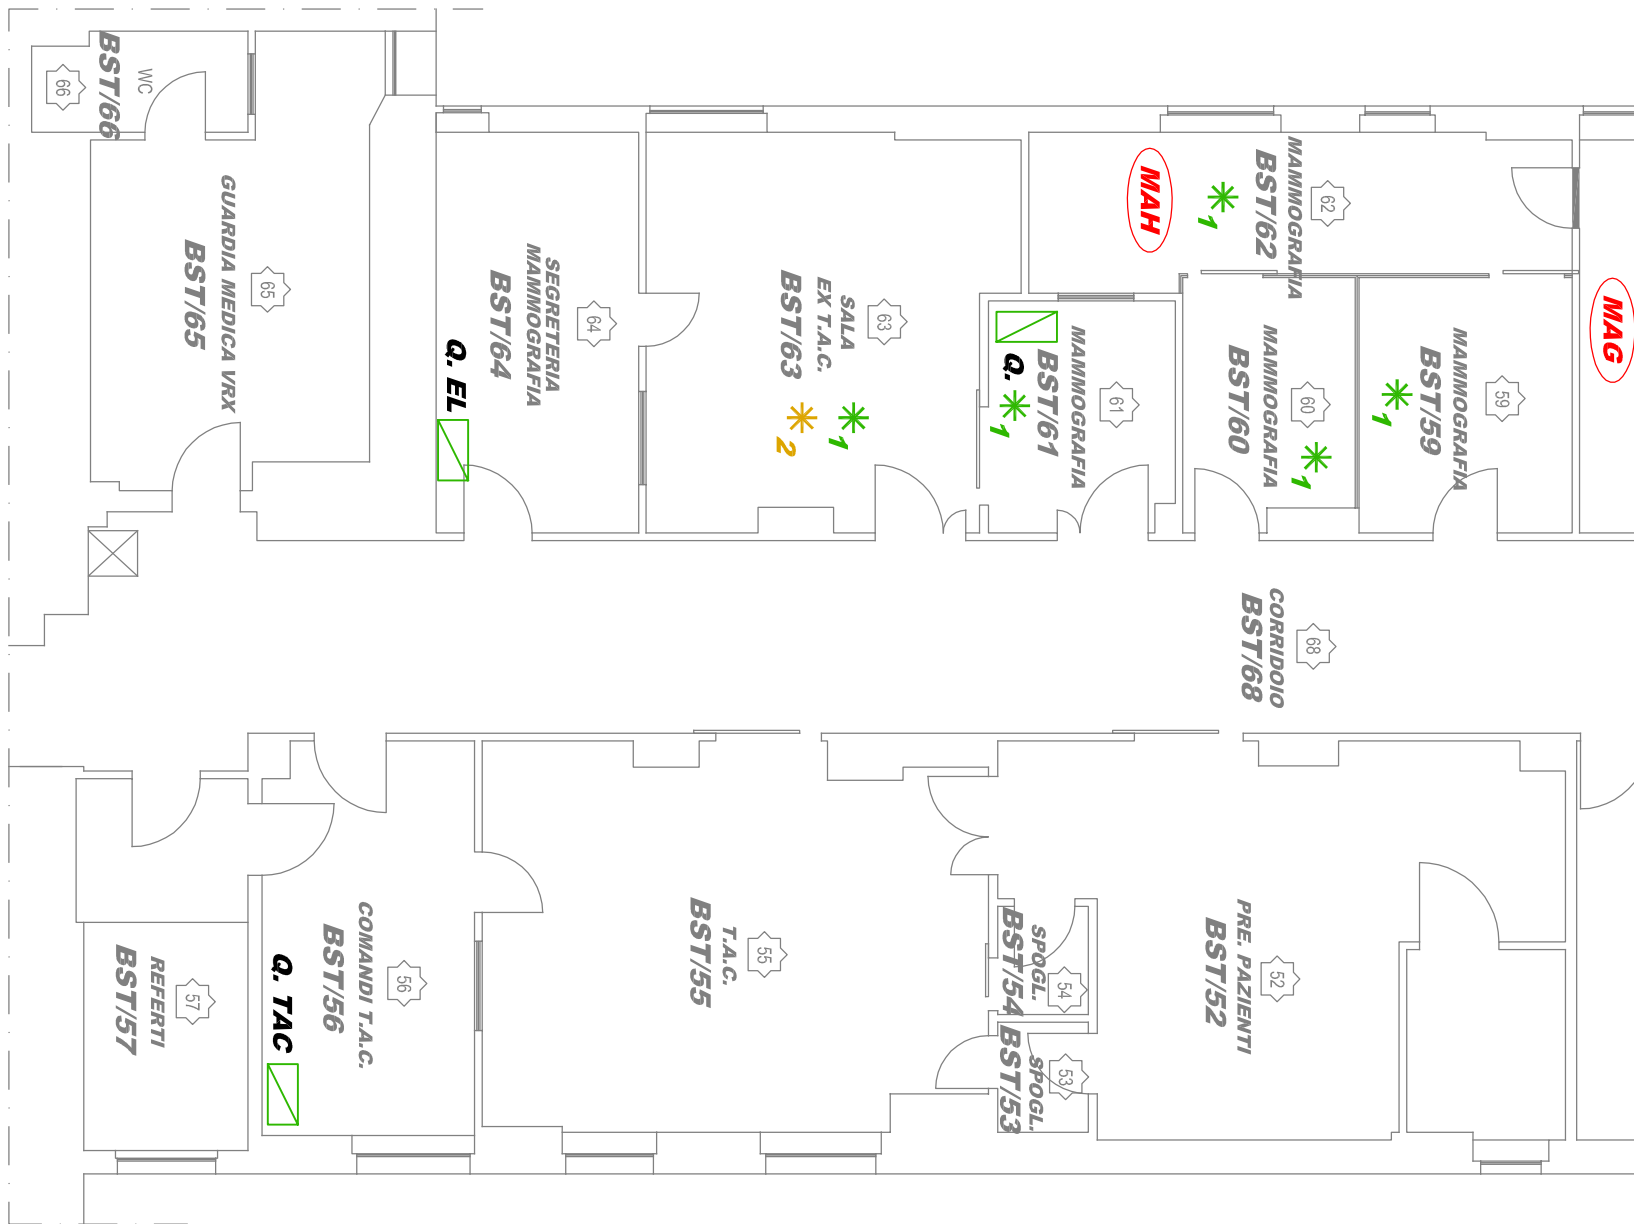 WC
BST/66
66
GUARDIA MEDICA VRX
BST/65
65
SEGRETERIA
MAMMOGRAFIA
BST/64
64
Q. EL
SALA
EX T.A.C.
BST/63
63
1
2
MAMMOGRAFIA
BST/62
62
MAH
1
MAMMOGRAFIA
BST/61
61
Q.
1
MAMMOGRAFIA
BST/60
60
1
MAMMOGRAFIA
BST/59
59
1
MAG
CORRIDOIO
BST/68
68
REFERTI
BST/57
57
COMANDI T.A.C.
BST/56
56
Q. TAC
T.A.C.
BST/55
55
SPOGL.
BST/54
54
SPOGL.
BST/53
53
PRE. PAZIENTI
BST/52
52